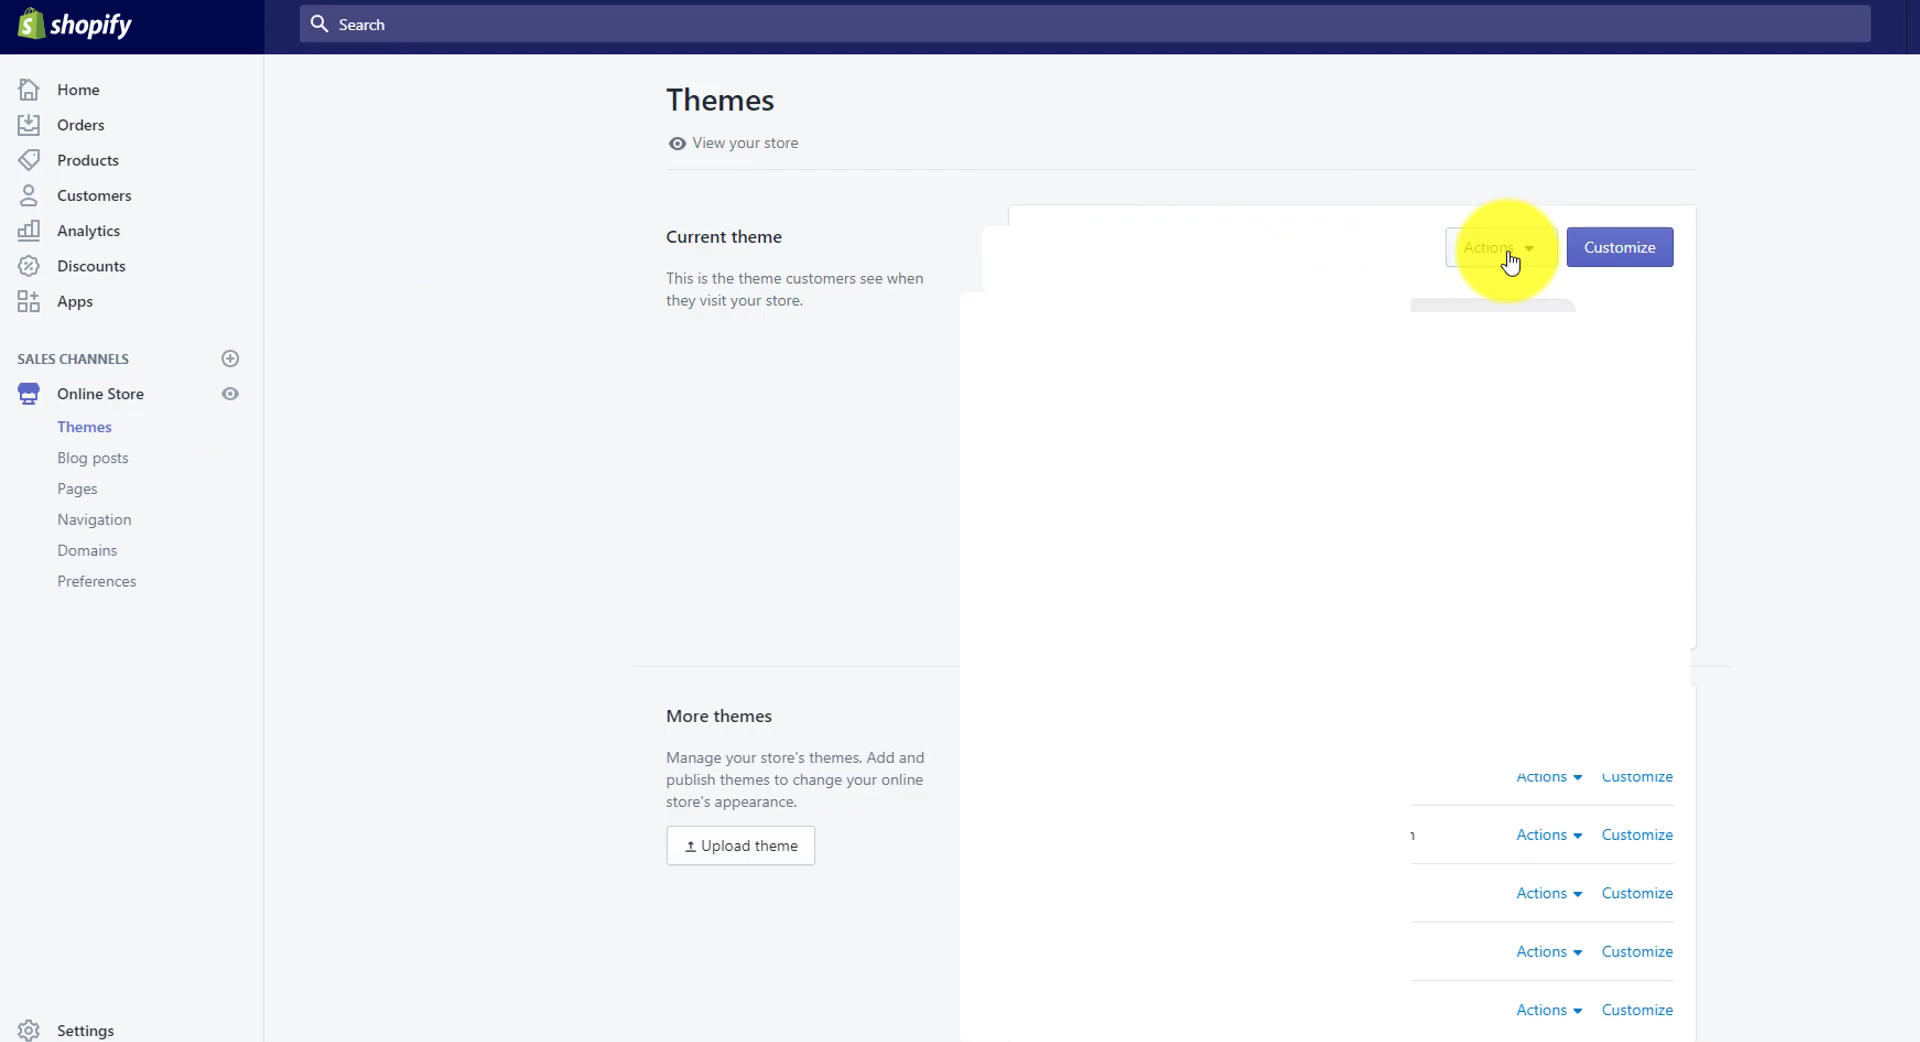 shopify
Search
Home
Orders
Products
Customers
Analytics
Discounts
Apps
SALES CHANNELS
Online Store
Themes
Blog posts
Pages
Navigation
Domains
Preferences
Settings
Themes
View your store
Current theme
This is the theme customers see when
they visit your store.
Actions
Customize
More themes
Manage your store's themes. Add and
publish themes to change your online
store's appearance.
Upload theme
Actions Customize
Actions Customize
Actions Customize
Actions Customize
Actions Customize